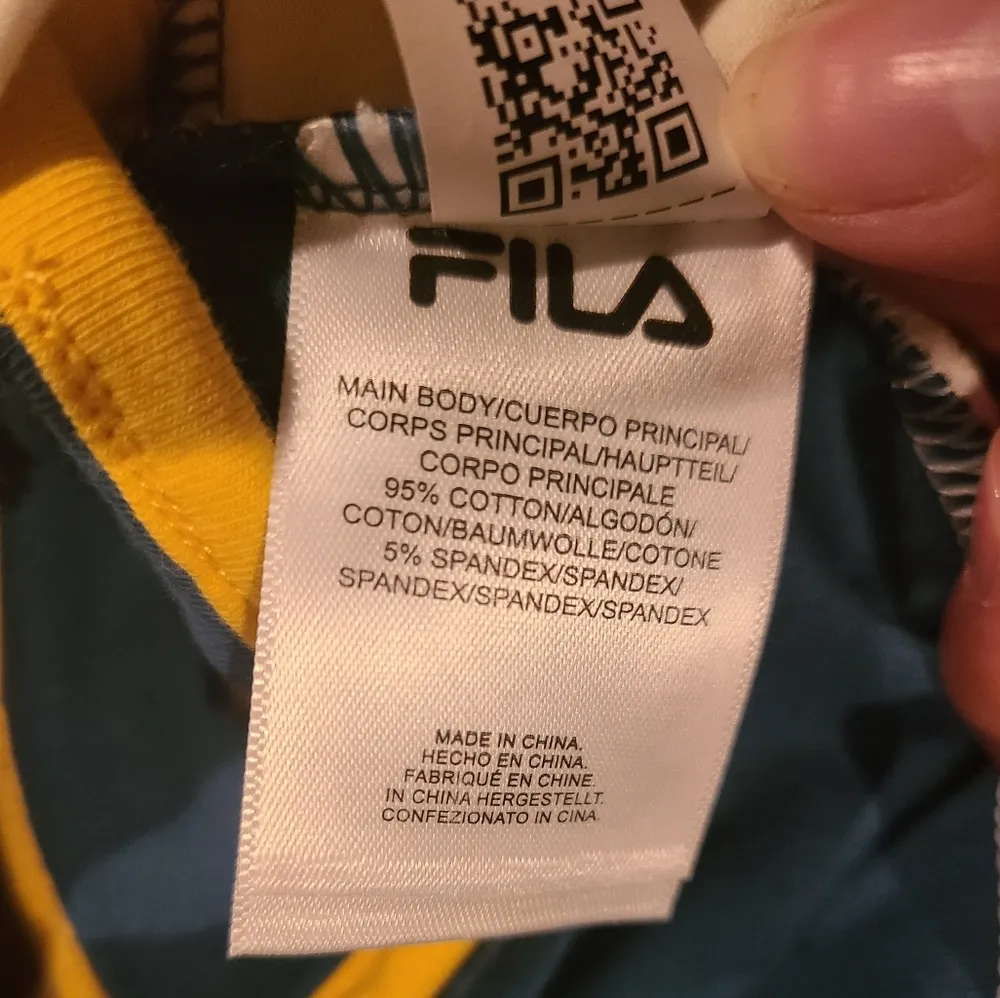 FILA
MAIN BODY/CUERPO PRINCIPAL/
CORPS PRINCIPAL/HAUPTTEIL/
CORPO PRINCIPALE
95% COTTON/ALGODÓN/
COTON/BAUMWOLLE/COTONE
5% SPANDEX/SPANDEX/
SPANDEX/SPANDEX/SPANDEX
MADE IN CHINA.
HECHO EN CHINA.
FABRIQUÉ EN CHINE.
IN CHINA HERGESTELLT.
CONFEZIONATO IN CINA.